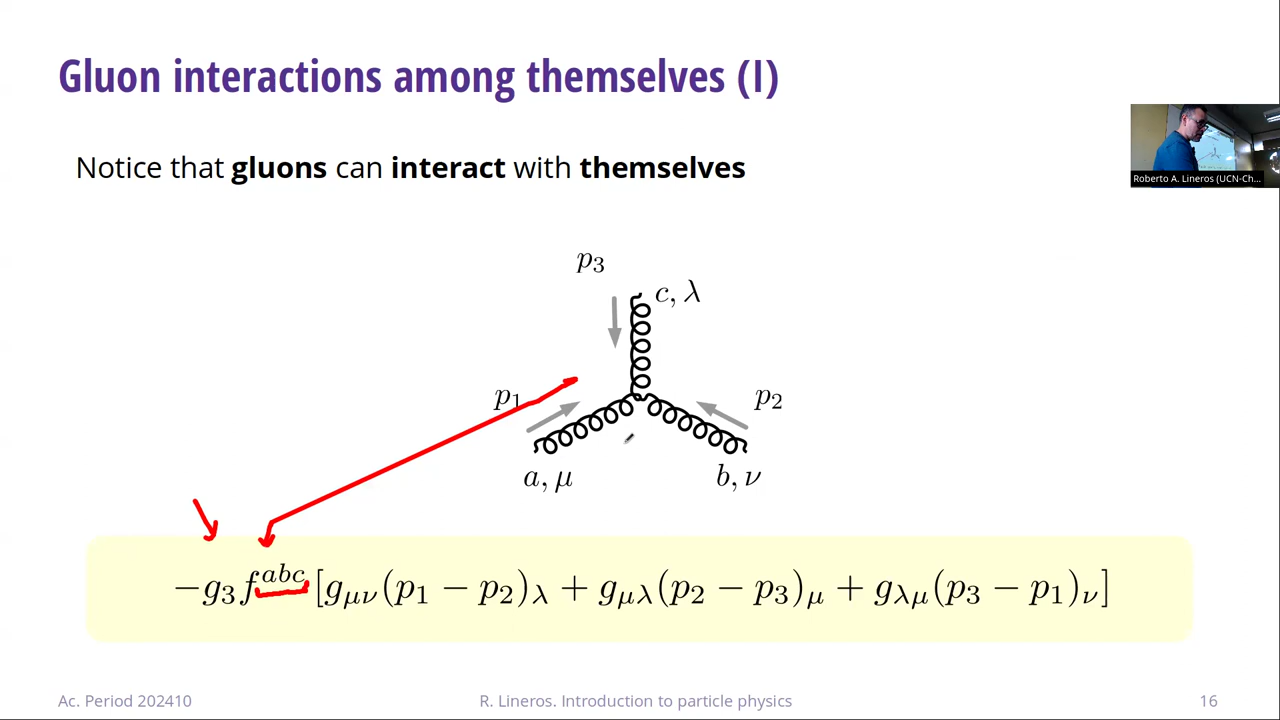 Gluon interactions among themselves (I)
Notice that gluons can interact with themselves
Roberto A. Lineros (UCN-Ch...
p₃
c, λ
p₁
p₂
a, μ
b, ν
−g₃f^{abc}[g_{μν}(p₁ − p₂)_λ + g_{μλ}(p₂ − p₃)_μ + g_{λμ}(p₃ − p₁)_ν]
Ac. Period 202410
R. Lineros. Introduction to particle physics
16